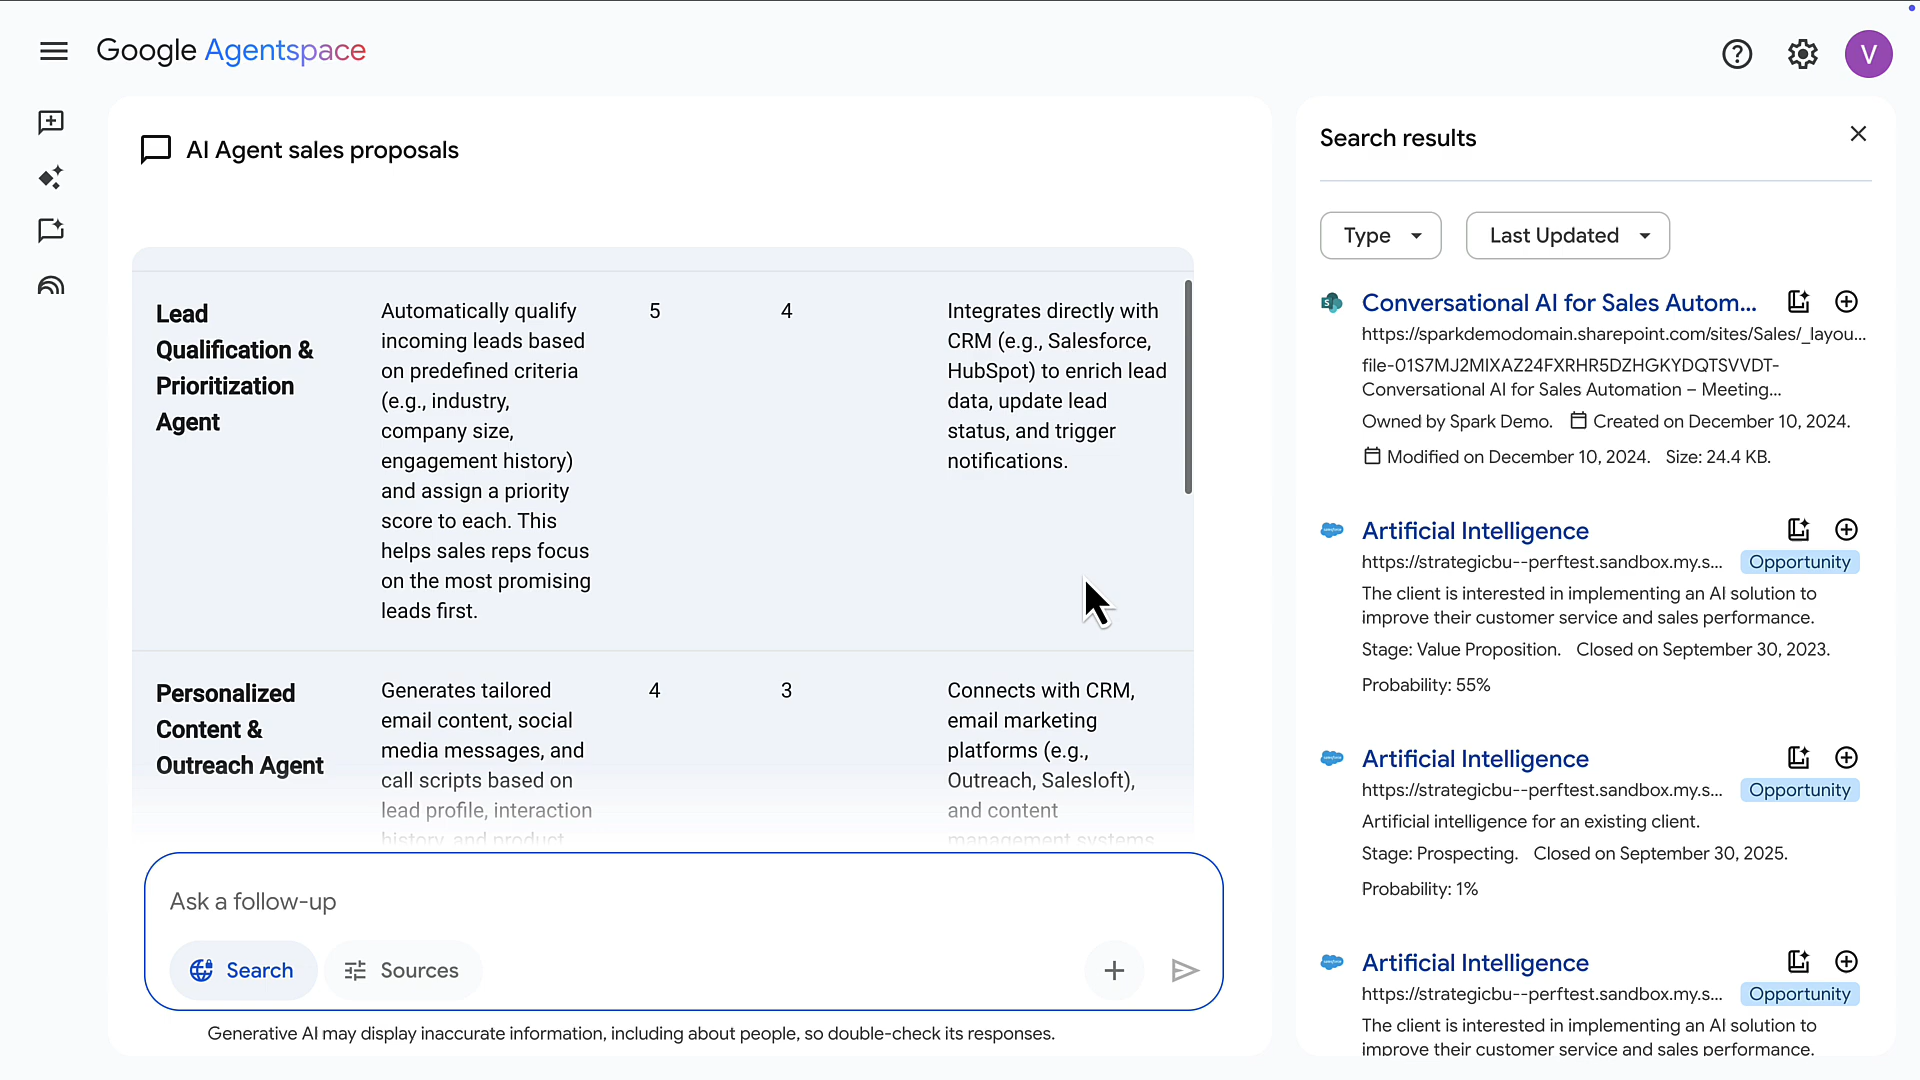 Google Agentspace
V
AI Agent sales proposals
Lead
Qualification &
Prioritization
Agent
Automatically qualify
incoming leads based
on predefined criteria
(e.g., industry,
company size,
engagement history)
and assign a priority
score to each. This
helps sales reps focus
on the most promising
leads first.
5
4
Integrates directly with
CRM (e.g., Salesforce,
HubSpot) to enrich lead
data, update lead
status, and trigger
notifications.
Personalized
Content &
Outreach Agent
Generates tailored
email content, social
media messages, and
call scripts based on
lead profile, interaction
history, and product
4
3
Connects with CRM,
email marketing
platforms (e.g.,
Outreach, Salesloft),
and content
management systems
Ask a follow-up
Search
Sources
Generative AI may display inaccurate information, including about people, so double-check its responses.
Search results
Type
Last Updated
Conversational AI for Sales Autom...
https://sparkdemodomain.sharepoint.com/sites/Sales/_layou...
file-01S7MJ2MIXAZ24FXRHR5DZHGKYDQTSVVDT-
Conversational AI for Sales Automation – Meeting...
Owned by Spark Demo. Created on December 10, 2024.
Modified on December 10, 2024. Size: 24.4 KB.
Artificial Intelligence
https://strategicbu--perftest.sandbox.my.s... Opportunity
The client is interested in implementing an AI solution to
improve their customer service and sales performance.
Stage: Value Proposition. Closed on September 30, 2023.
Probability: 55%
Artificial Intelligence
https://strategicbu--perftest.sandbox.my.s... Opportunity
Artificial intelligence for an existing client.
Stage: Prospecting. Closed on September 30, 2025.
Probability: 1%
Artificial Intelligence
https://strategicbu--perftest.sandbox.my.s... Opportunity
The client is interested in implementing an AI solution to
improve their customer service and sales performance.